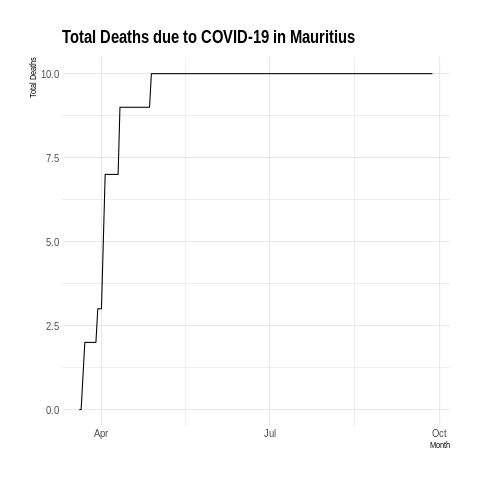 Total Deaths due to COVID-19 in Mauritius
Total Deaths
10.0
7.5
5.0
2.5
0.0
Apr
Jul
Oct
Month